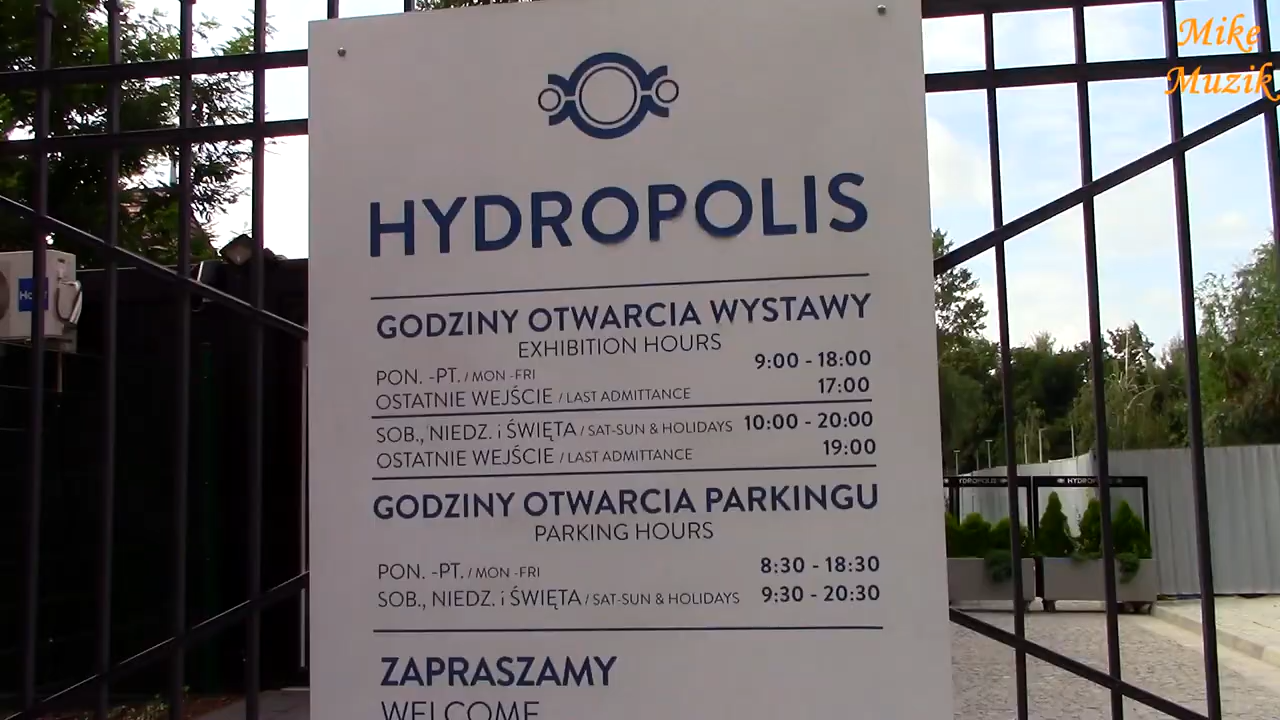 Mike
Muzik
HYDROPOLIS
GODZINY OTWARCIA WYSTAWY
EXHIBITION HOURS
PON. -PT. / MON -FRI 9:00 - 18:00
OSTATNIE WEJŚCIE / LAST ADMITTANCE 17:00
SOB., NIEDZ. i ŚWIĘTA / SAT-SUN & HOLIDAYS 10:00 - 20:00
OSTATNIE WEJŚCIE / LAST ADMITTANCE 19:00
GODZINY OTWARCIA PARKINGU
PARKING HOURS
PON. -PT. / MON -FRI 8:30 - 18:30
SOB., NIEDZ. i ŚWIĘTA / SAT-SUN & HOLIDAYS 9:30 - 20:30
ZAPRASZAMY
WELCOME